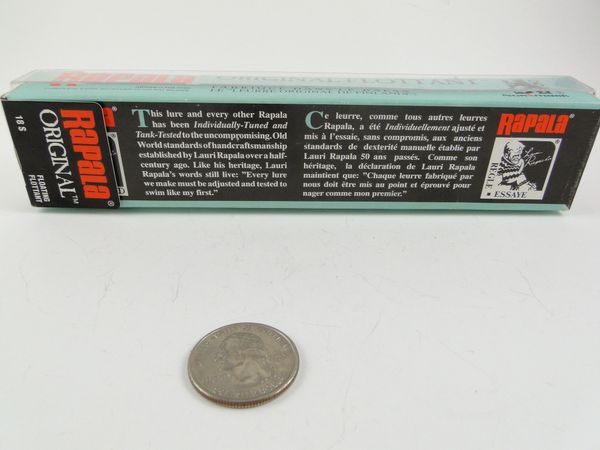 Rapala
ORIGINAL FLOTTANT
18 S
RAPALA®
ORIGINAL™
FLOATING
FLOTTANT
This lure and every other Rapala
has been Individually-Tuned and
Tank-Tested to the uncompromising. Old
World standards of handcraftsmanship
established by Lauri Rapala over a half-
century ago. Like his heritage, Lauri
Rapala's words still live: "Every lure
we make must be adjusted and tested to
swim like my first."
Ce leurre, comme tous autres leurres
Rapala, a été Individuellement ajusté et
mis à l'essaie, sans compromis, aux anciens
standards de dexterité manuelle établie par
Lauri Rapala 50 ans passés. Comme son
héritage, la déclaration de Lauri Rapala
maintient que: "Chaque leurre fabriqué par
nous doit être mis au point et éprouvé pour
nager comme mon premier."
RAPALA®
REGLE • ESSAYE